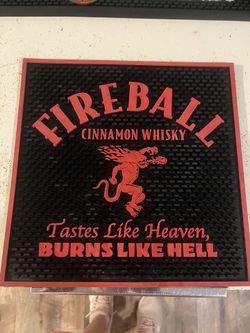 FIREBALL
CINNAMON WHISKY
Tastes Like Heaven,
BURNS LIKE HELL